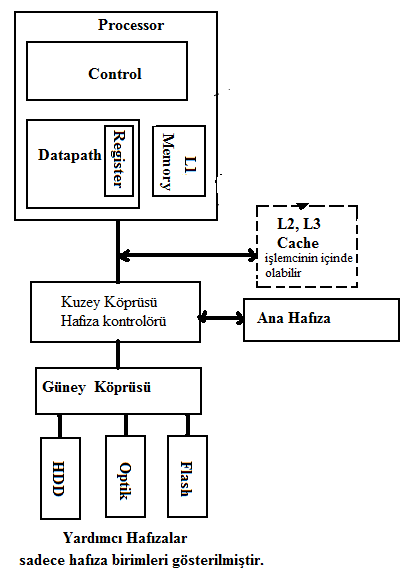 Processor
Control
Datapath
Register
L1
Memory
L2, L3
Cache
işlemcinin içinde
olabilir
Kuzey Köprüsü
Hafıza kontrolörü
Ana Hafıza
Güney Köprüsü
HDD
Optik
Flash
Yardımcı Hafızalar
sadece hafıza birimleri gösterilmiştir.